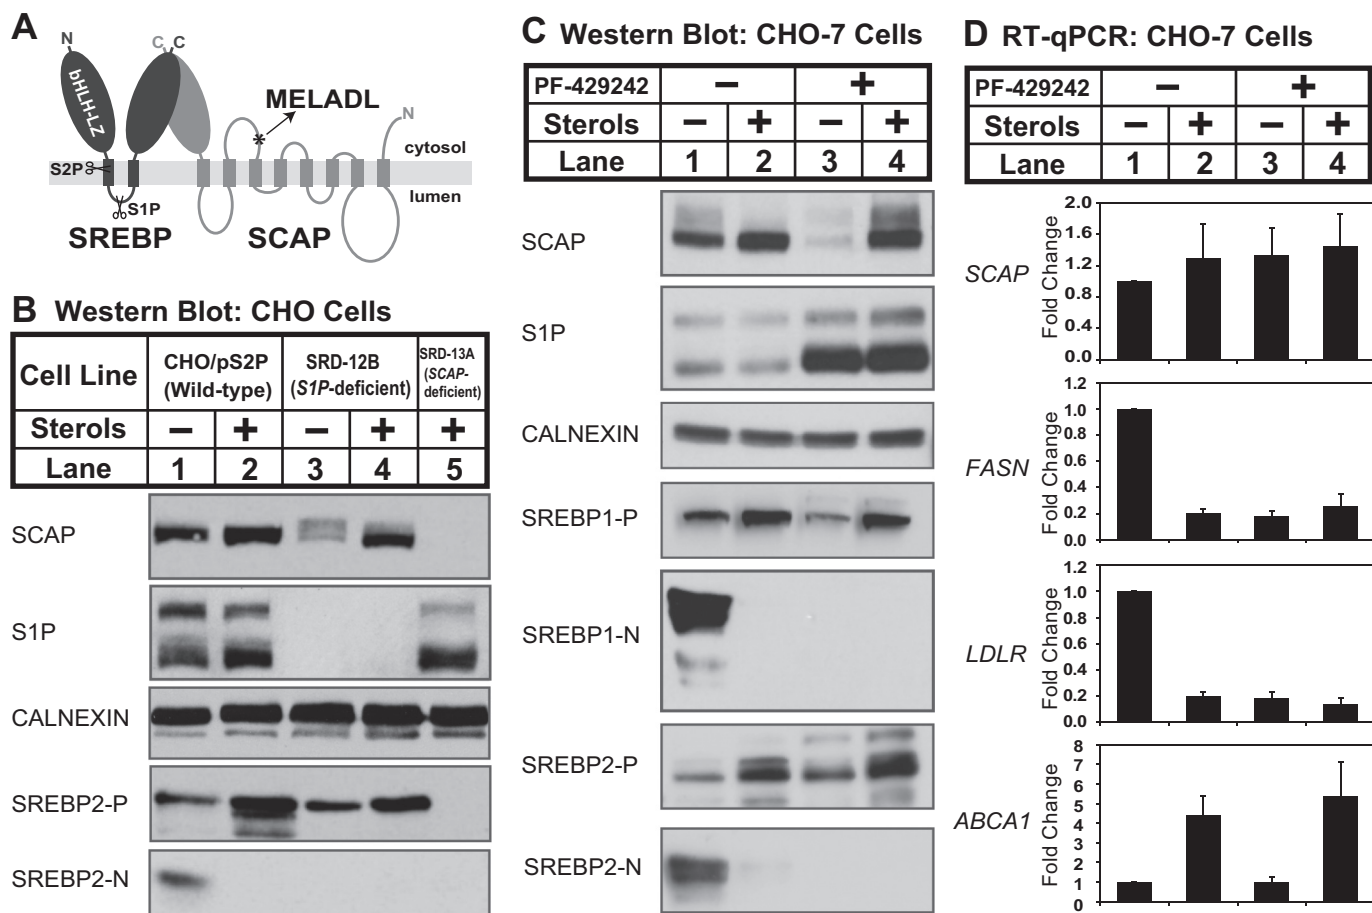 A
N
C C
bHLH-LZ
MELADL
*
N
cytosol
S2P
lumen
S1P
SREBP SCAP
B Western Blot: CHO Cells
Cell Line CHO/pS2P (Wild-type) SRD-12B (S1P-deficient) SRD-13A (SCAP-deficient)
Sterols − + − + +
Lane 1 2 3 4 5
SCAP
S1P
CALNEXIN
SREBP2-P
SREBP2-N
C Western Blot: CHO-7 Cells
PF-429242 − +
Sterols − + − +
Lane 1 2 3 4
SCAP
S1P
CALNEXIN
SREBP1-P
SREBP1-N
SREBP2-P
SREBP2-N
D RT-qPCR: CHO-7 Cells
PF-429242 − +
Sterols − + − +
Lane 1 2 3 4
SCAP
Fold Change
2.0
1.6
1.2
0.8
0.4
0.0
FASN
Fold Change
1.2
1.0
0.8
0.6
0.4
0.2
0.0
LDLR
Fold Change
1.2
1.0
0.8
0.6
0.4
0.2
0.0
ABCA1
Fold Change
8
7
6
5
4
3
2
1
0